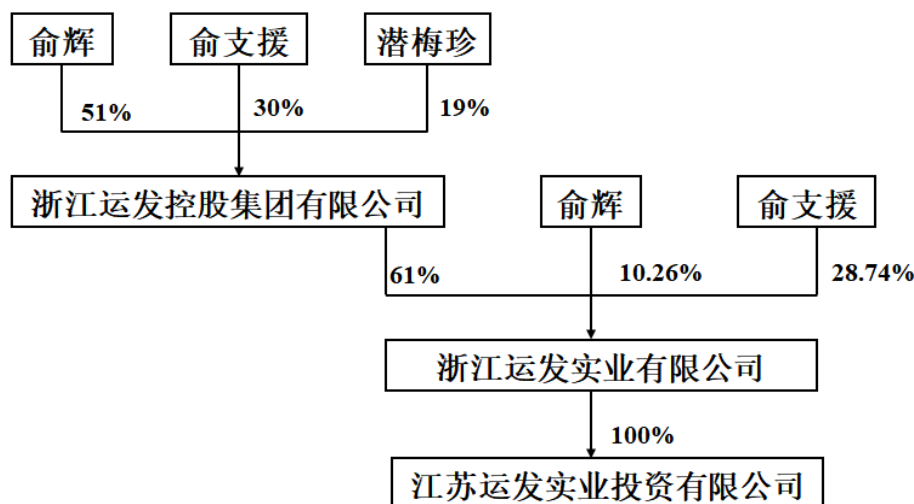 俞辉 俞支援 潜梅珍
51% 30% 19%
浙江运发控股集团有限公司 俞辉 俞支援
61% 10.26% 28.74%
浙江运发实业有限公司
100%
江苏运发实业投资有限公司